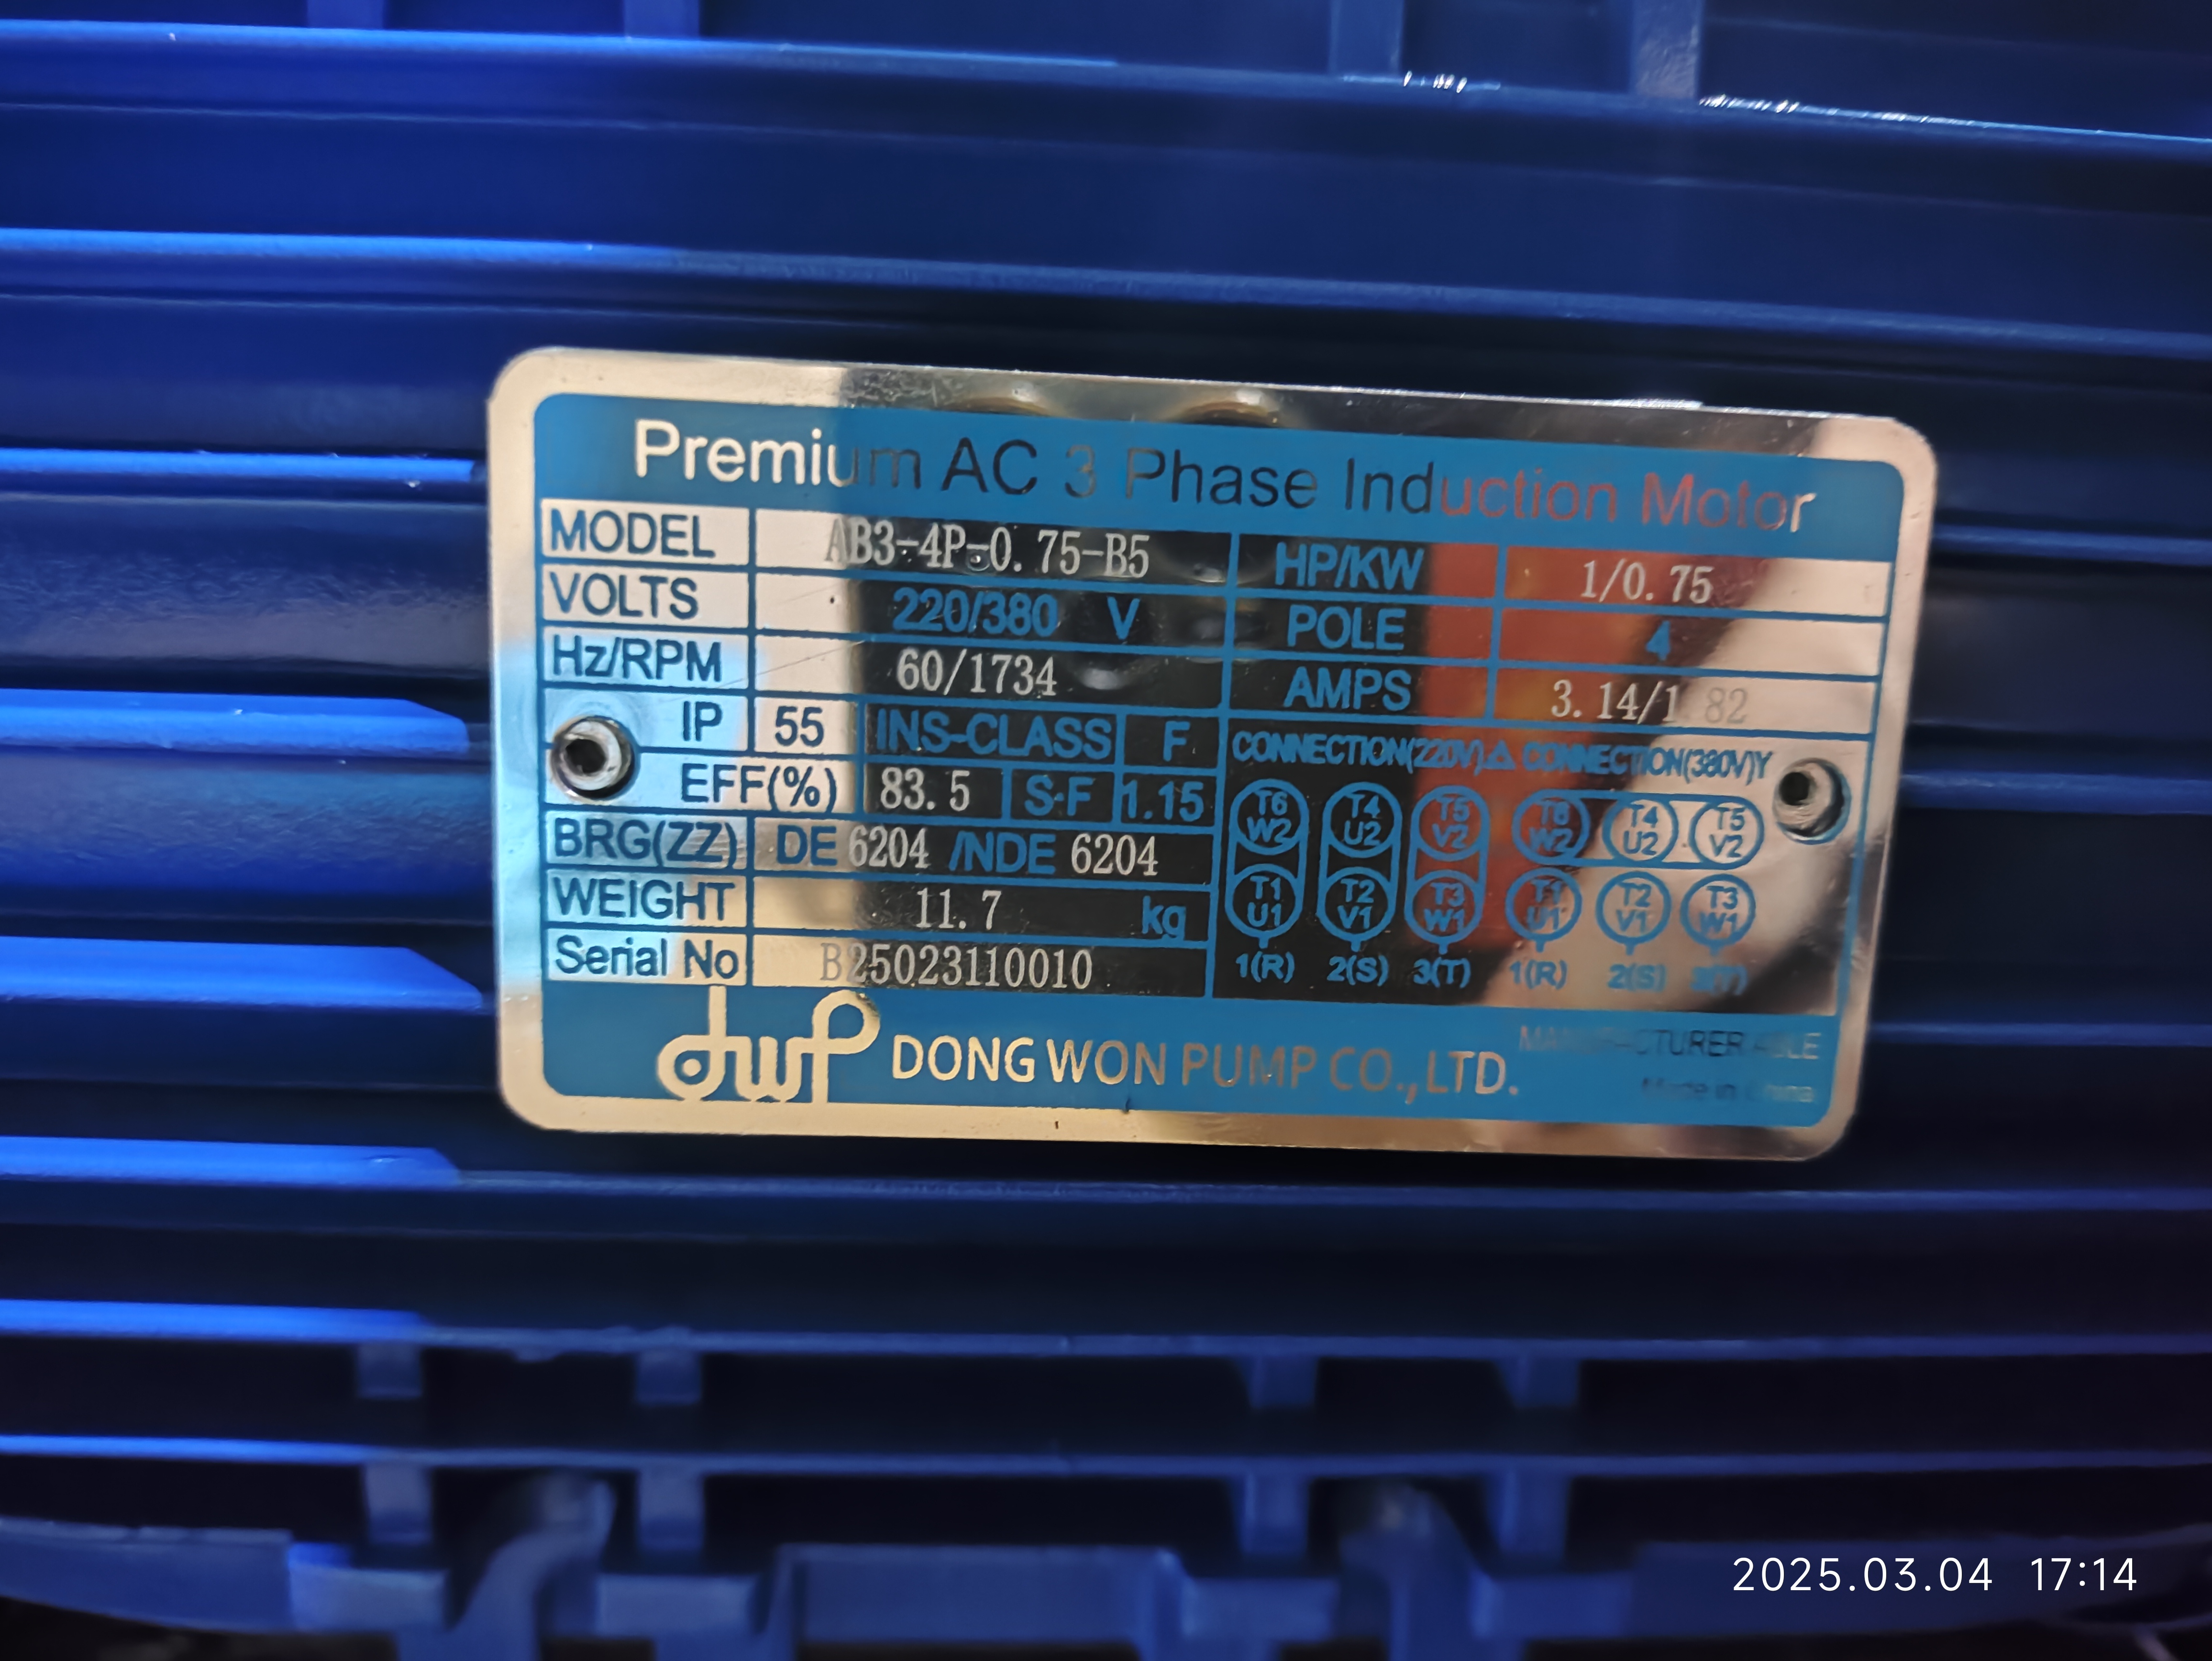 Premium AC 3 Phase Induction Motor
MODEL AB3-4P-0.75-B5 HP/KW 1/0.75
VOLTS 220/380 V POLE 4
Hz/RPM 60/1734 AMPS 3.14/1.82
IP 55 INS-CLASS F CONNECTION(220V)△ CONNECTION(380V)Y
EFF(%) 83.5 S·F 1.15
T6 W2 T4 U2 T5 V2 T6 W2 T4 U2 T5 V2
BRG(ZZ) DE 6204 /NDE 6204
WEIGHT 11.7 kg
T1 U1 T2 V1 T3 W1 T1 U1 T2 V1 T3 W1
Serial No B25023110010
1(R) 2(S) 3(T) 1(R) 2(S) 3(T)
dwp DONG WON PUMP CO.,LTD.
MANUFACTURER
Made in China
2025.03.04 17:14